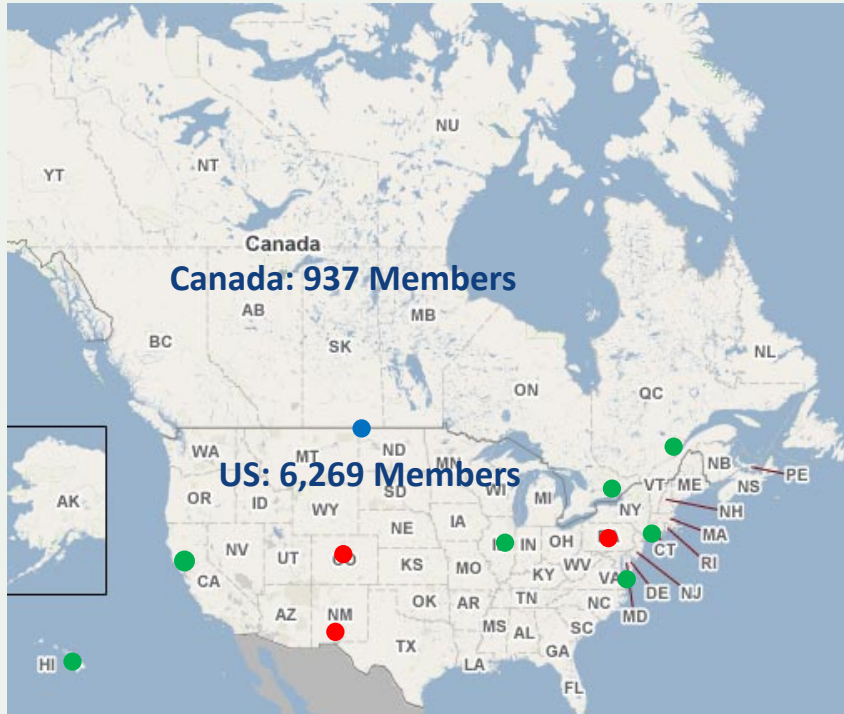 NU
NT
YT
Canada
Canada: 937 Members
AB
MB
BC
SK
NL
ON
QC
WA
MT
ND
MN
NB
PE
US: 6,269 Members
VT
ME
NS
AK
OR
ID
SD
WI
MI
NY
NH
WY
MA
NE
IA
NV
UT
IN
OH
CT
RI
CA
CO
KS
MO
WV
KY
VA
DE
NJ
AZ
NM
OK
AR
TN
NC
MD
MS
AL
SC
TX
GA
LA
HI
FL